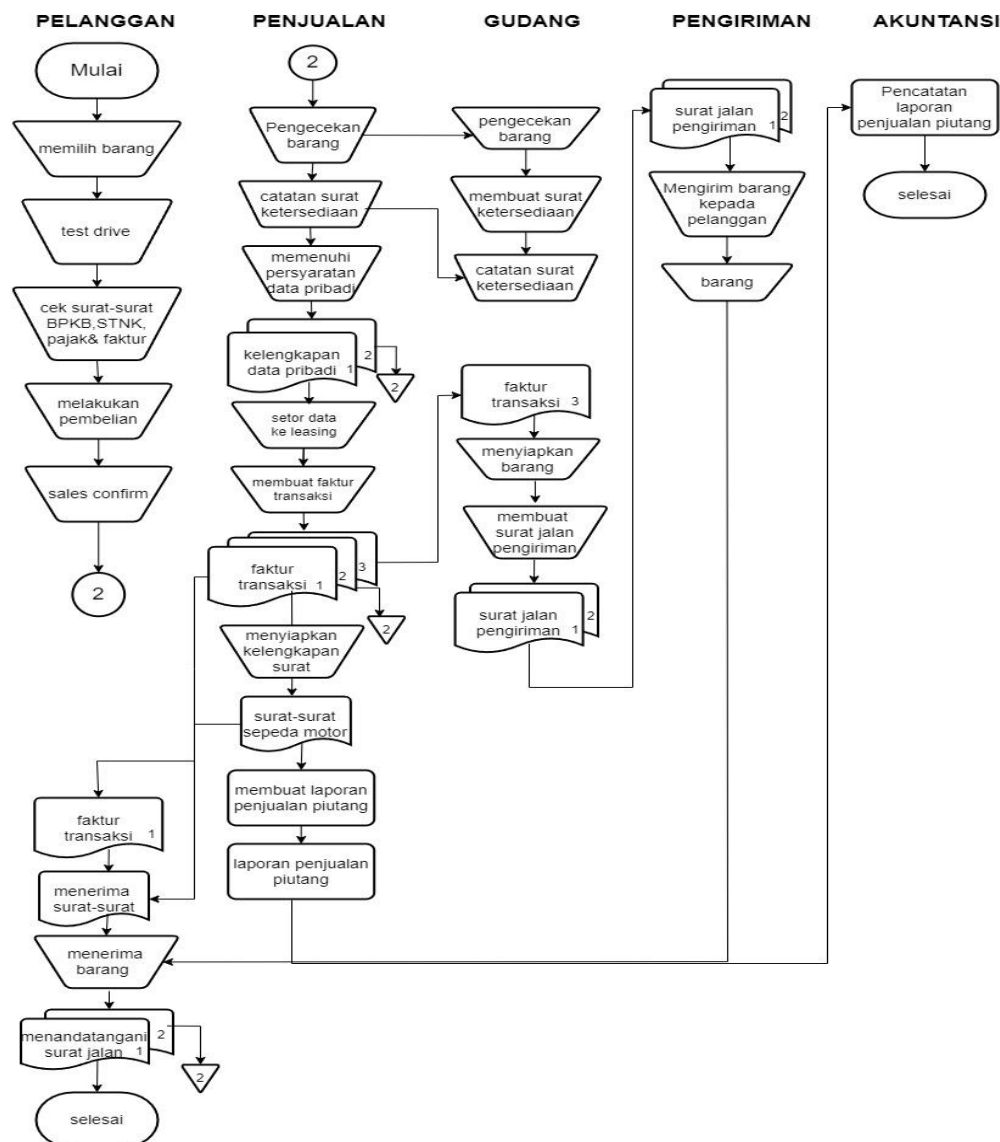 PELANGGAN
PENJUALAN
GUDANG
PENGIRIMAN
AKUNTANSI
Mulai
memilih barang
test drive
cek surat-surat
BPKB,STNK,
pajak& faktur
melakukan
pembelian
sales confirm
2
faktur
transaksi 1
menerima
surat-surat
menerima
barang
menandatangani
surat jalan 1
2
2
selesai
2
Pengecekan
barang
catatan surat
ketersediaan
memenuhi
persyaratan
data pribadi
kelengkapan
data pribadi 1
2
2
setor data
ke leasing
membuat faktur
transaksi
faktur
transaksi 1
2
3
2
menyiapkan
kelengkapan
surat
surat-surat
sepeda motor
membuat laporan
penjualan piutang
laporan penjualan
piutang
pengecekan
barang
membuat surat
ketersediaan
catatan surat
ketersediaan
faktur
transaksi 3
menyiapkan
barang
membuat
surat jalan
pengiriman
surat jalan
pengiriman 1
2
surat jalan
pengiriman 1
2
Mengirim barang
kepada
pelanggan
barang
Pencatatan
laporan
penjualan piutang
selesai